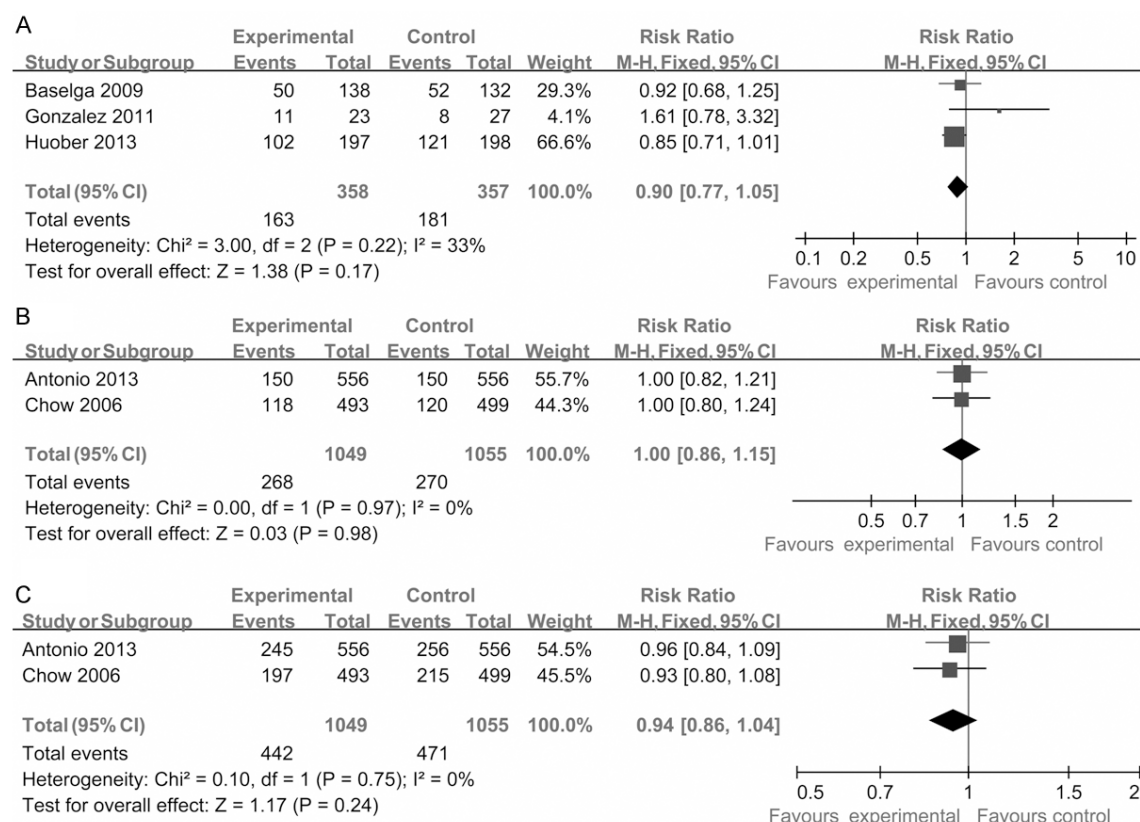 A
Experimental Control Risk Ratio Risk Ratio
Study or Subgroup Events Total Events Total Weight M-H, Fixed, 95% CI M-H, Fixed, 95% CI
Baselga 2009 50 138 52 132 29.3% 0.92 [0.68, 1.25]
Gonzalez 2011 11 23 8 27 4.1% 1.61 [0.78, 3.32]
Huober 2013 102 197 121 198 66.6% 0.85 [0.71, 1.01]
Total (95% CI) 358 357 100.0% 0.90 [0.77, 1.05]
Total events 163 181
Heterogeneity: Chi² = 3.00, df = 2 (P = 0.22); I² = 33%
Test for overall effect: Z = 1.38 (P = 0.17)
0.1 0.2 0.5 1 2 5 10
Favours experimental Favours control
B
Experimental Control Risk Ratio Risk Ratio
Study or Subgroup Events Total Events Total Weight M-H, Fixed, 95% CI M-H, Fixed, 95% CI
Antonio 2013 150 556 150 556 55.7% 1.00 [0.82, 1.21]
Chow 2006 118 493 120 499 44.3% 1.00 [0.80, 1.24]
Total (95% CI) 1049 1055 100.0% 1.00 [0.86, 1.15]
Total events 268 270
Heterogeneity: Chi² = 0.00, df = 1 (P = 0.97); I² = 0%
Test for overall effect: Z = 0.03 (P = 0.98)
0.5 0.7 1 1.5 2
Favours experimental Favours control
C
Experimental Control Risk Ratio Risk Ratio
Study or Subgroup Events Total Events Total Weight M-H, Fixed, 95% CI M-H, Fixed, 95% CI
Antonio 2013 245 556 256 556 54.5% 0.96 [0.84, 1.09]
Chow 2006 197 493 215 499 45.5% 0.93 [0.80, 1.08]
Total (95% CI) 1049 1055 100.0% 0.94 [0.86, 1.04]
Total events 442 471
Heterogeneity: Chi² = 0.10, df = 1 (P = 0.75); I² = 0%
Test for overall effect: Z = 1.17 (P = 0.24)
0.5 0.7 1 1.5 2
Favours experimental Favours control